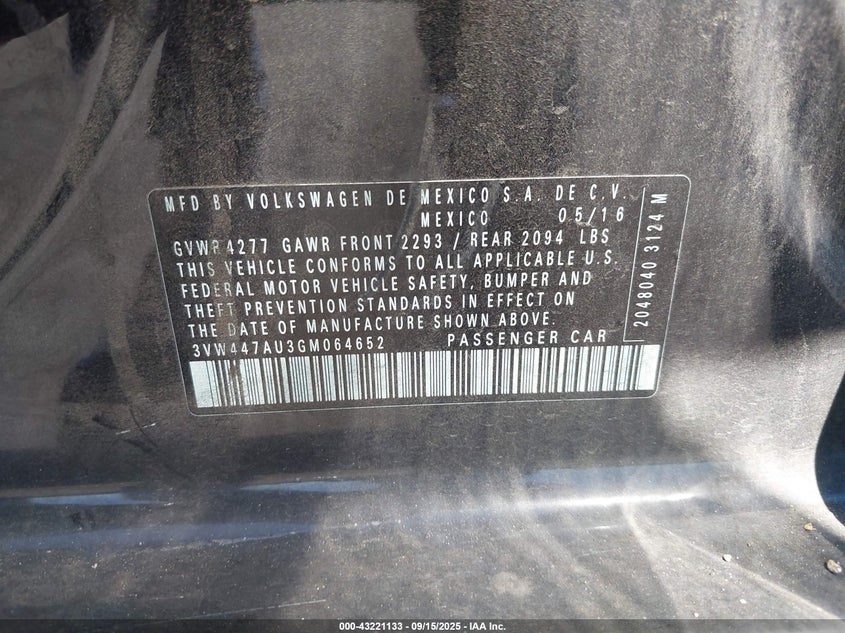 MFD BY VOLKSWAGEN DE MEXICO S.A. DE C.V.
MEXICO 05/16
GVWR 4277 GAWR FRONT 2293 / REAR 2094 LBS
THIS VEHICLE CONFORMS TO ALL APPLICABLE U.S.
FEDERAL MOTOR VEHICLE SAFETY, BUMPER AND
THEFT PREVENTION STANDARDS IN EFFECT ON
THE DATE OF MANUFACTURE SHOWN ABOVE.
3VW447AU3GM064652 PASSENGER CAR
2048040 3124 M
000-43221133 - 09/15/2025 - IAA Inc.